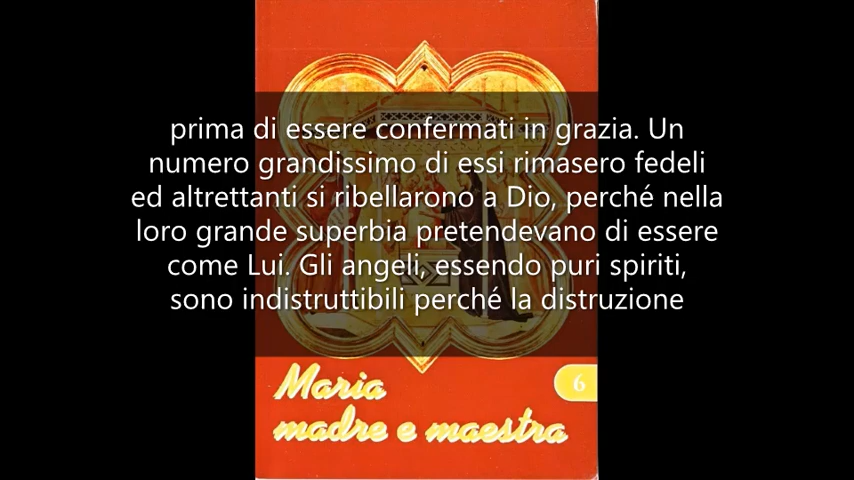 prima di essere confermati in grazia. Un
numero grandissimo di essi rimasero fedeli
ed altrettanti si ribellarono a Dio, perché nella
loro grande superbia pretendevano di essere
come Lui. Gli angeli, essendo puri spiriti,
sono indistruttibili perché la distruzione
Maria
6
madre e maestra